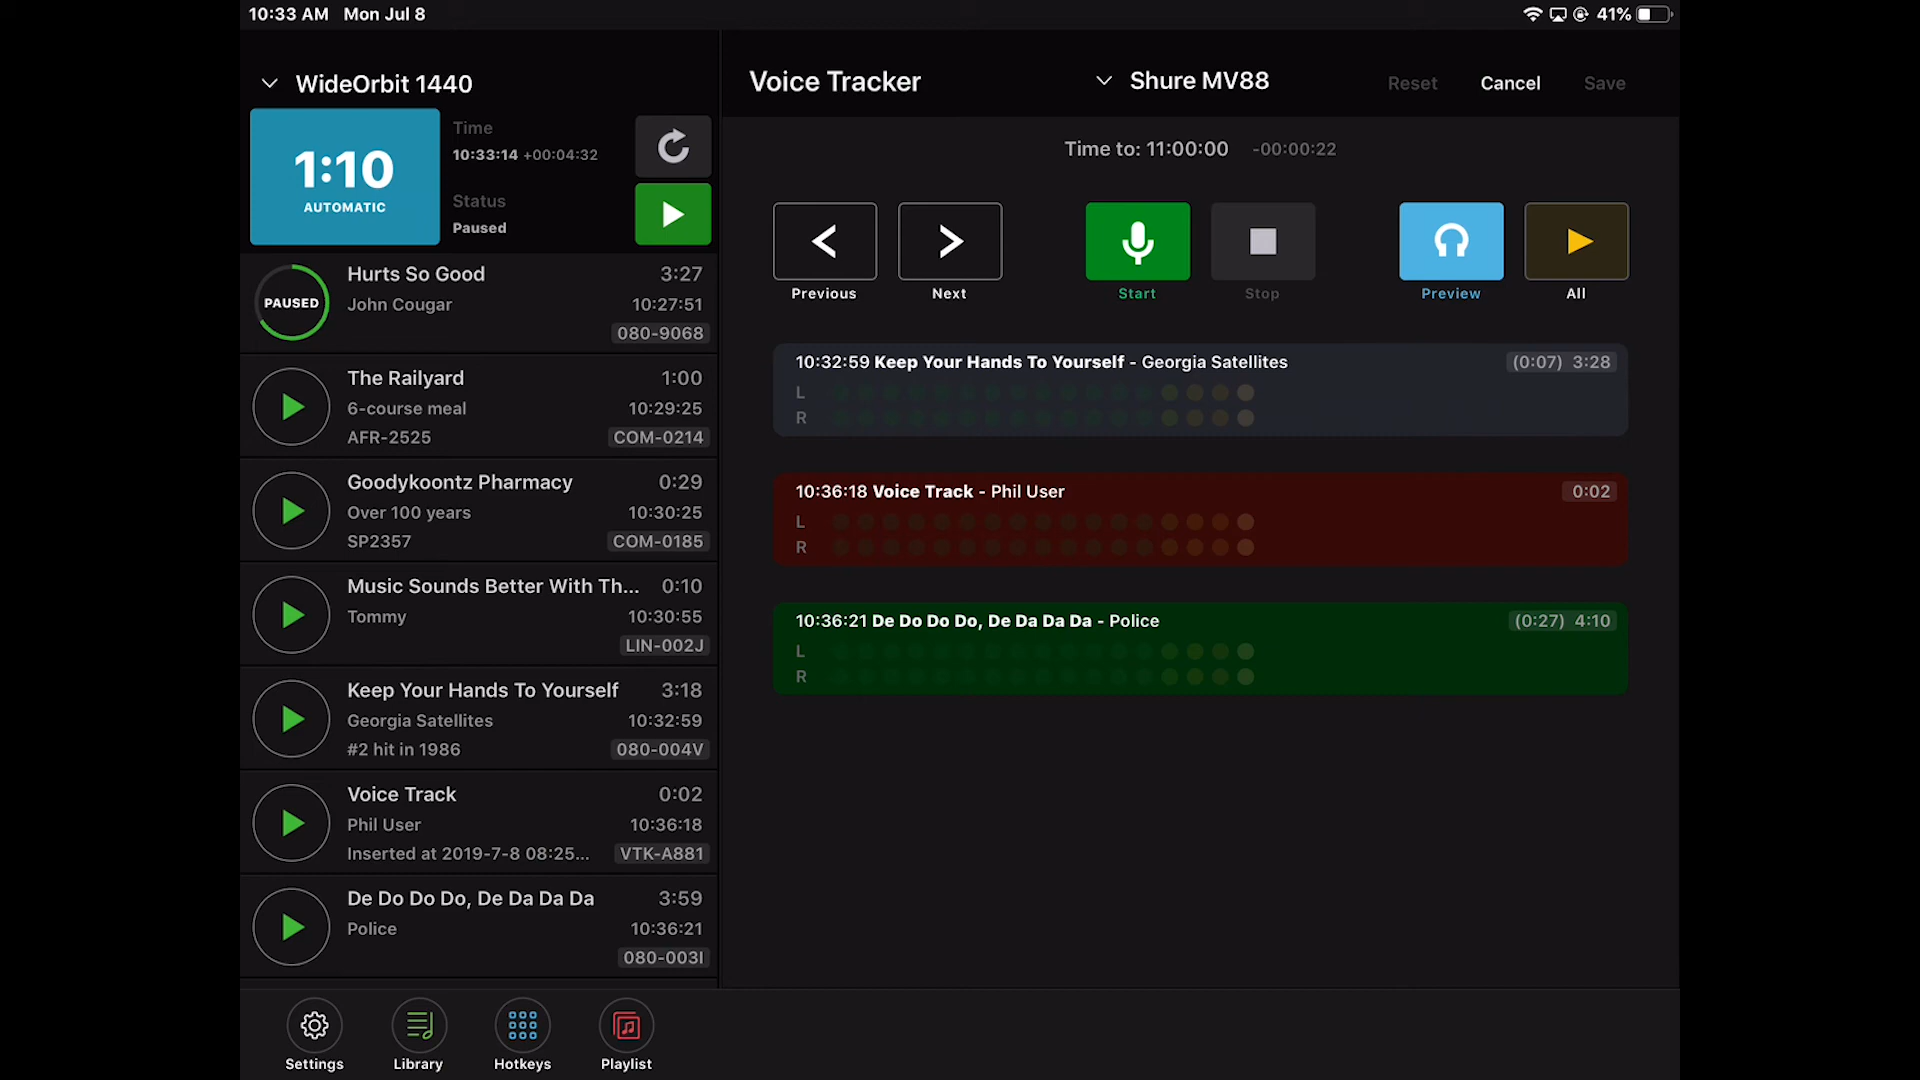 10:33 AM Mon Jul 8
41%
WideOrbit 1440
1:10
AUTOMATIC
Time
10:33:14 +00:04:32
Status
Paused
PAUSED
Hurts So Good 3:27
John Cougar 10:27:51
080-9068
The Railyard 1:00
6-course meal 10:29:25
AFR-2525 COM-0214
Goodykoontz Pharmacy 0:29
Over 100 years 10:30:25
SP2357 COM-0185
Music Sounds Better With Th... 0:10
Tommy 10:30:55
LIN-002J
Keep Your Hands To Yourself 3:18
Georgia Satellites 10:32:59
#2 hit in 1986 080-004V
Voice Track 0:02
Phil User 10:36:18
Inserted at 2019-7-8 08:25... VTK-A881
De Do Do Do, De Da Da Da 3:59
Police 10:36:21
080-003I
Settings Library Hotkeys Playlist
Voice Tracker Shure MV88 Reset Cancel Save
Time to: 11:00:00 -00:00:22
Previous Next Start Stop Preview All
10:32:59 Keep Your Hands To Yourself - Georgia Satellites (0:07) 3:28
L
R
10:36:18 Voice Track - Phil User 0:02
L
R
10:36:21 De Do Do Do, De Da Da Da - Police (0:27) 4:10
L
R